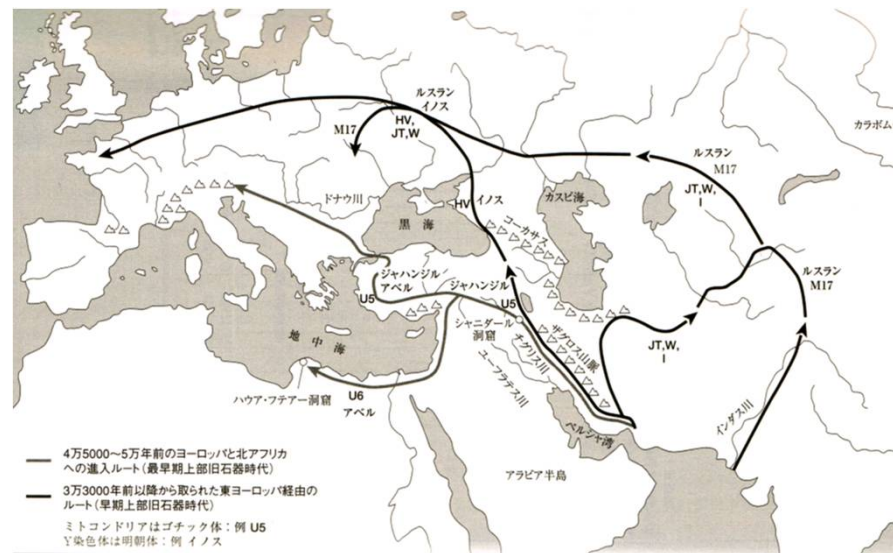 ルスラン
イノス
HV,
JT,W
M17
ルスラン
M17
JT,W,
I
カラボム
ドナウ川
黒 海
HV イノス
カスピ海
コーカサス
ジャハンジル
アベル
U5
ジャハンジル
U5
シャニダール
洞窟
チグリス川
ユーフラテス川
ザグロス山脈
JT,W,
I
ルスラン
M17
地 中 海
ハウア・フテアー洞窟
U6
アベル
ペルシャ湾
インダス川
アラビア半島
4万5000〜5万年前のヨーロッパと北アフリカ
への進入ルート(最早期上部旧石器時代)
3万3000年前以降から取られた東ヨーロッパ経由の
ルート(早期上部旧石器時代)
ミトコンドリアはゴチック体:例 U5
Y染色体は明朝体:例 イノス